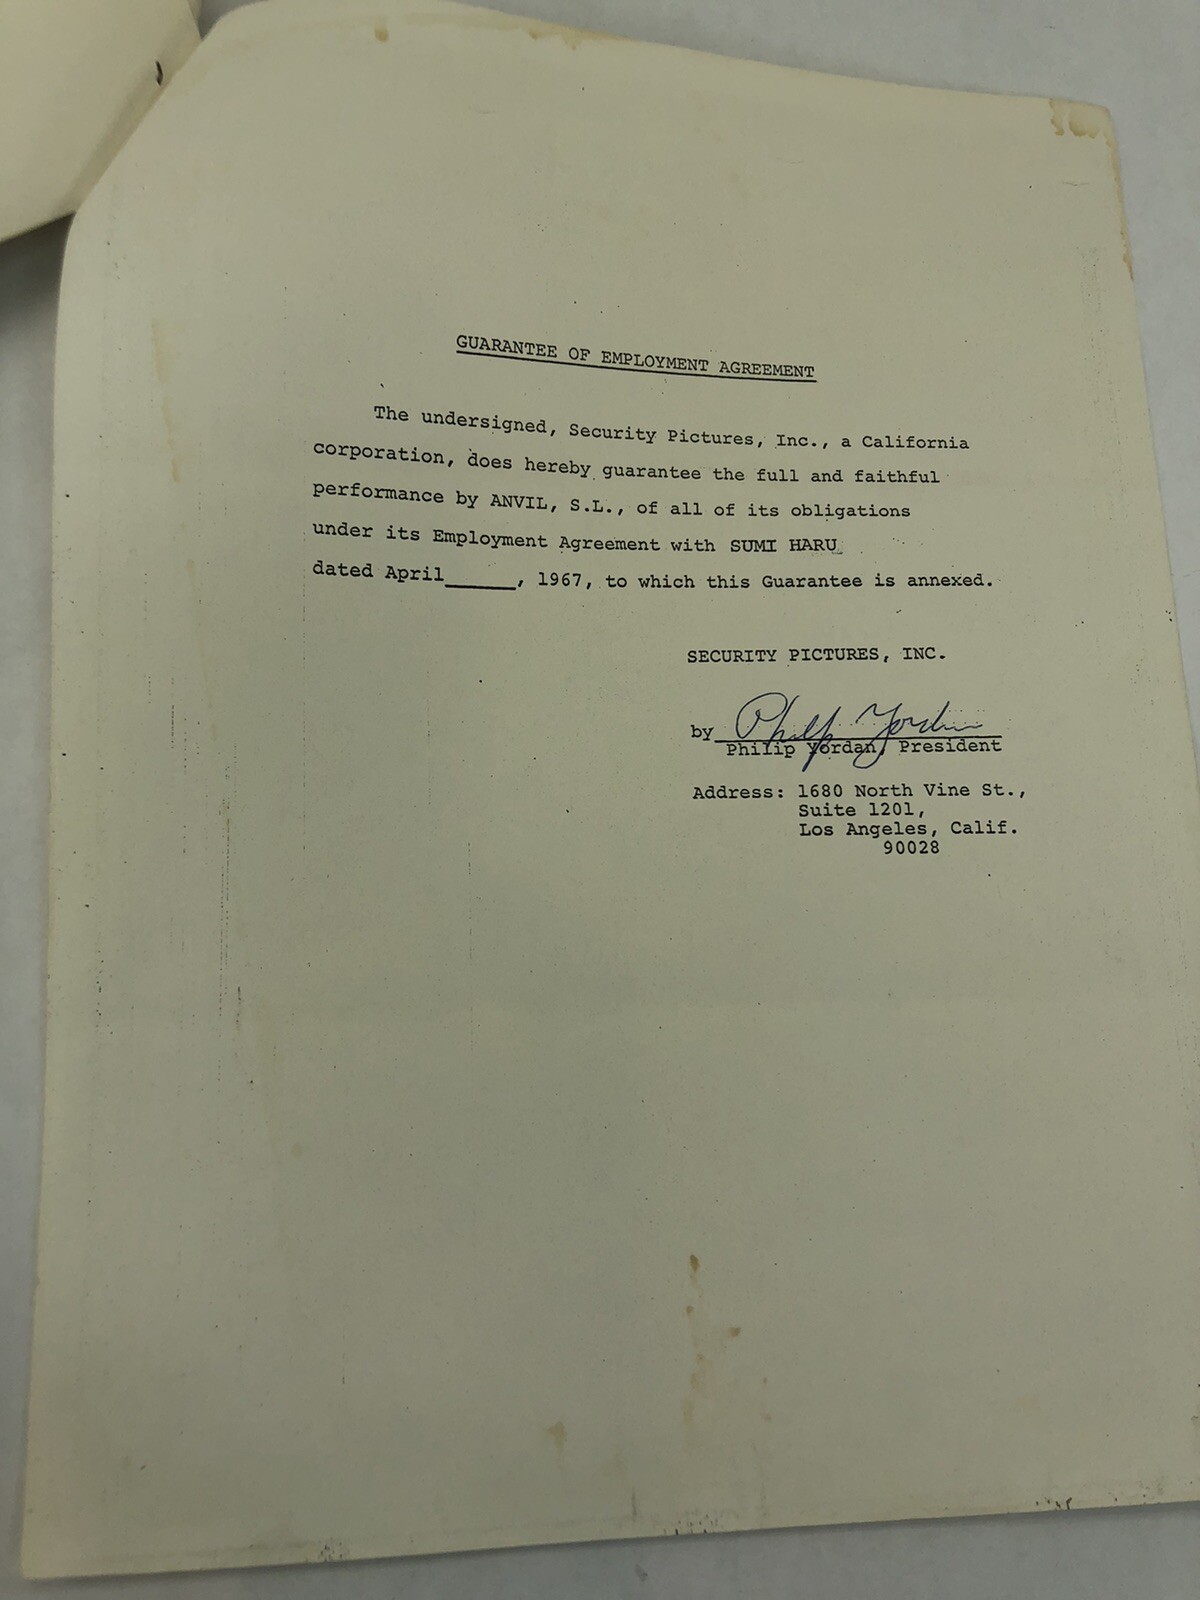 GUARANTEE OF EMPLOYMENT AGREEMENT
The undersigned, Security Pictures, Inc., a California
corporation, does hereby guarantee the full and faithful
performance by ANVIL, S.L., of all of its obligations
under its Employment Agreement with SUMI HARU
dated April______, 1967, to which this Guarantee is annexed.
SECURITY PICTURES, INC.
by Philip Yordan
Philip Yordan, President
Address: 1680 North Vine St.,
Suite 1201,
Los Angeles, Calif.
90028